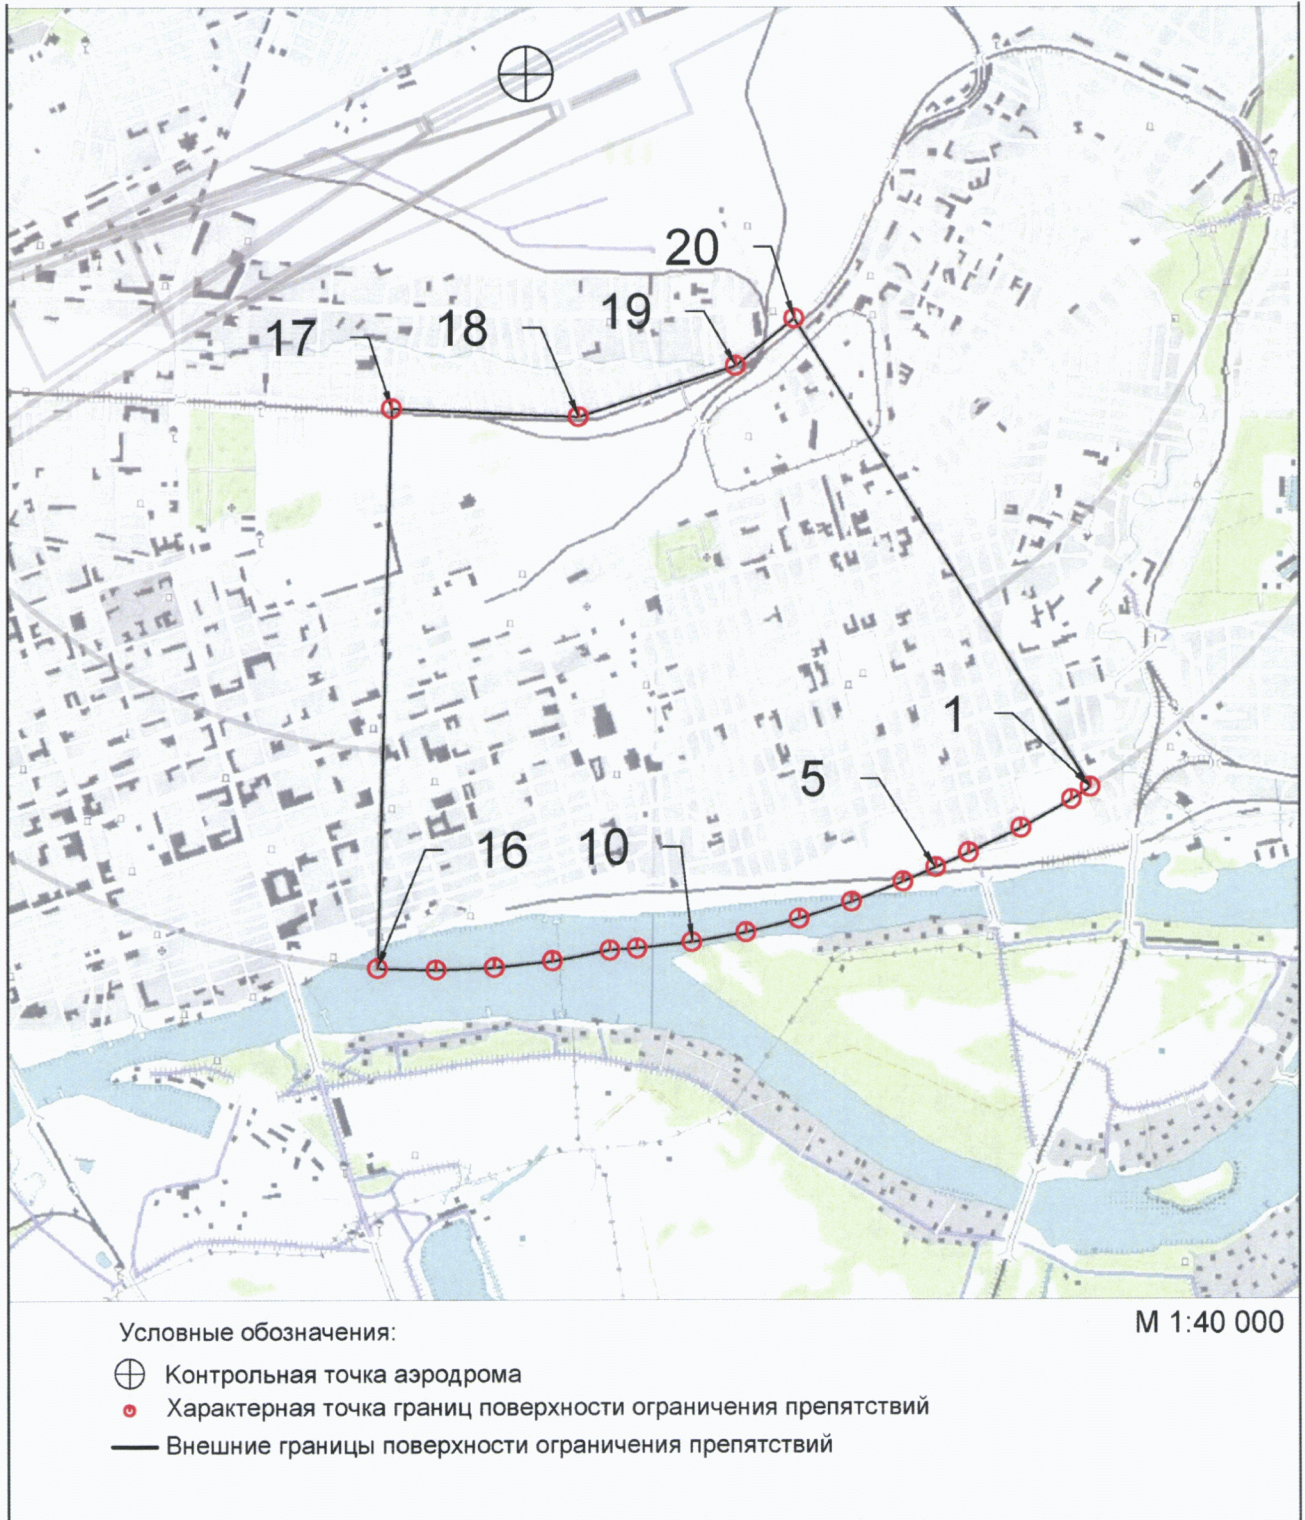 20
19
18
17
1
5
16
10
М 1:40 000
Условные обозначения:
Контрольная точка аэродрома
Характерная точка границ поверхности ограничения препятствий
Внешние границы поверхности ограничения препятствий